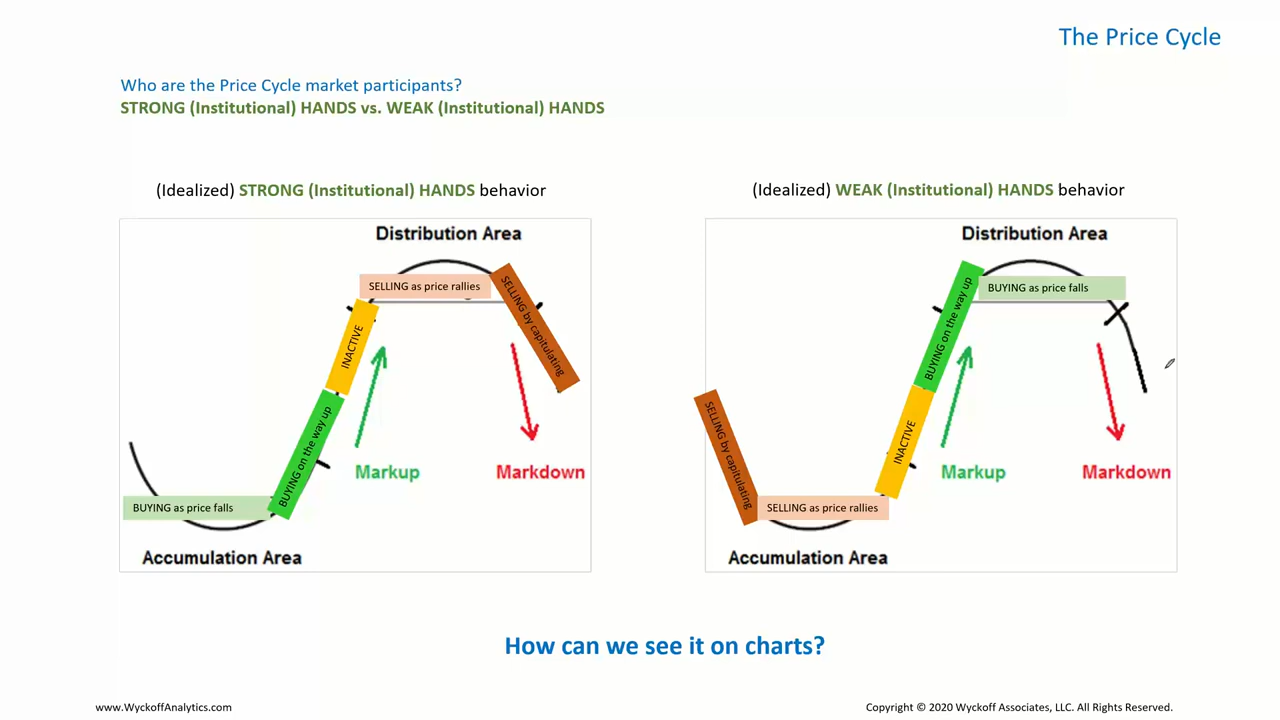 The Price Cycle
Who are the Price Cycle market participants?
STRONG (Institutional) HANDS vs. WEAK (Institutional) HANDS
(Idealized) STRONG (Institutional) HANDS behavior
Distribution Area
SELLING as price rallies
SELLING by capitulating
INACTIVE
BUYING on the way up
Markup
Markdown
BUYING as price falls
Accumulation Area
(Idealized) WEAK (Institutional) HANDS behavior
Distribution Area
BUYING as price falls
BUYING on the way up
SELLING by capitulating
INACTIVE
Markup
Markdown
SELLING as price rallies
Accumulation Area
How can we see it on charts?
www.WyckoffAnalytics.com
Copyright © 2020 Wyckoff Associates, LLC. All Rights Reserved.